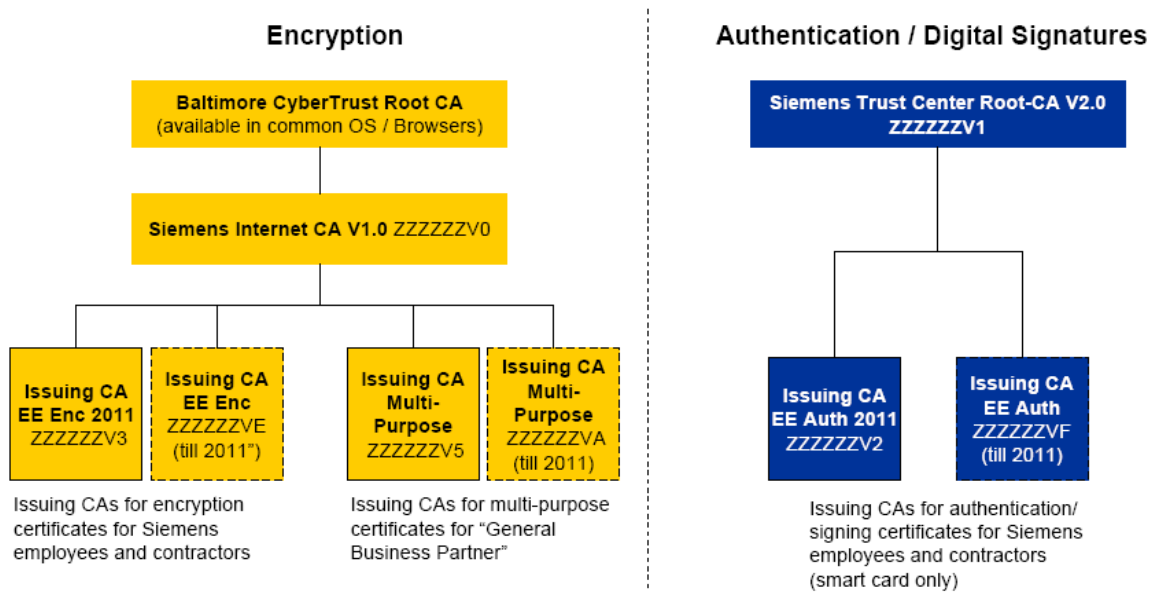 Encryption
Baltimore CyberTrust Root CA
(available in common OS / Browsers)
Siemens Internet CA V1.0 ZZZZZZV0
Issuing CA
EE Enc 2011
ZZZZZZV3
Issuing CA
EE Enc
ZZZZZZVE
(till 2011”)
Issuing CA
Multi-
Purpose
ZZZZZZV5
Issuing CA
Multi-
Purpose
ZZZZZZVA
(till 2011)
Issuing CAs for encryption
certificates for Siemens
employees and contractors
Issuing CAs for multi-purpose
certificates for “General
Business Partner”
Authentication / Digital Signatures
Siemens Trust Center Root-CA V2.0
ZZZZZZV1
Issuing CA
EE Auth 2011
ZZZZZZV2
Issuing CA
EE Auth
ZZZZZZVF
(till 2011)
Issuing CAs for authentication/
signing certificates for Siemens
employees and contractors
(smart card only)